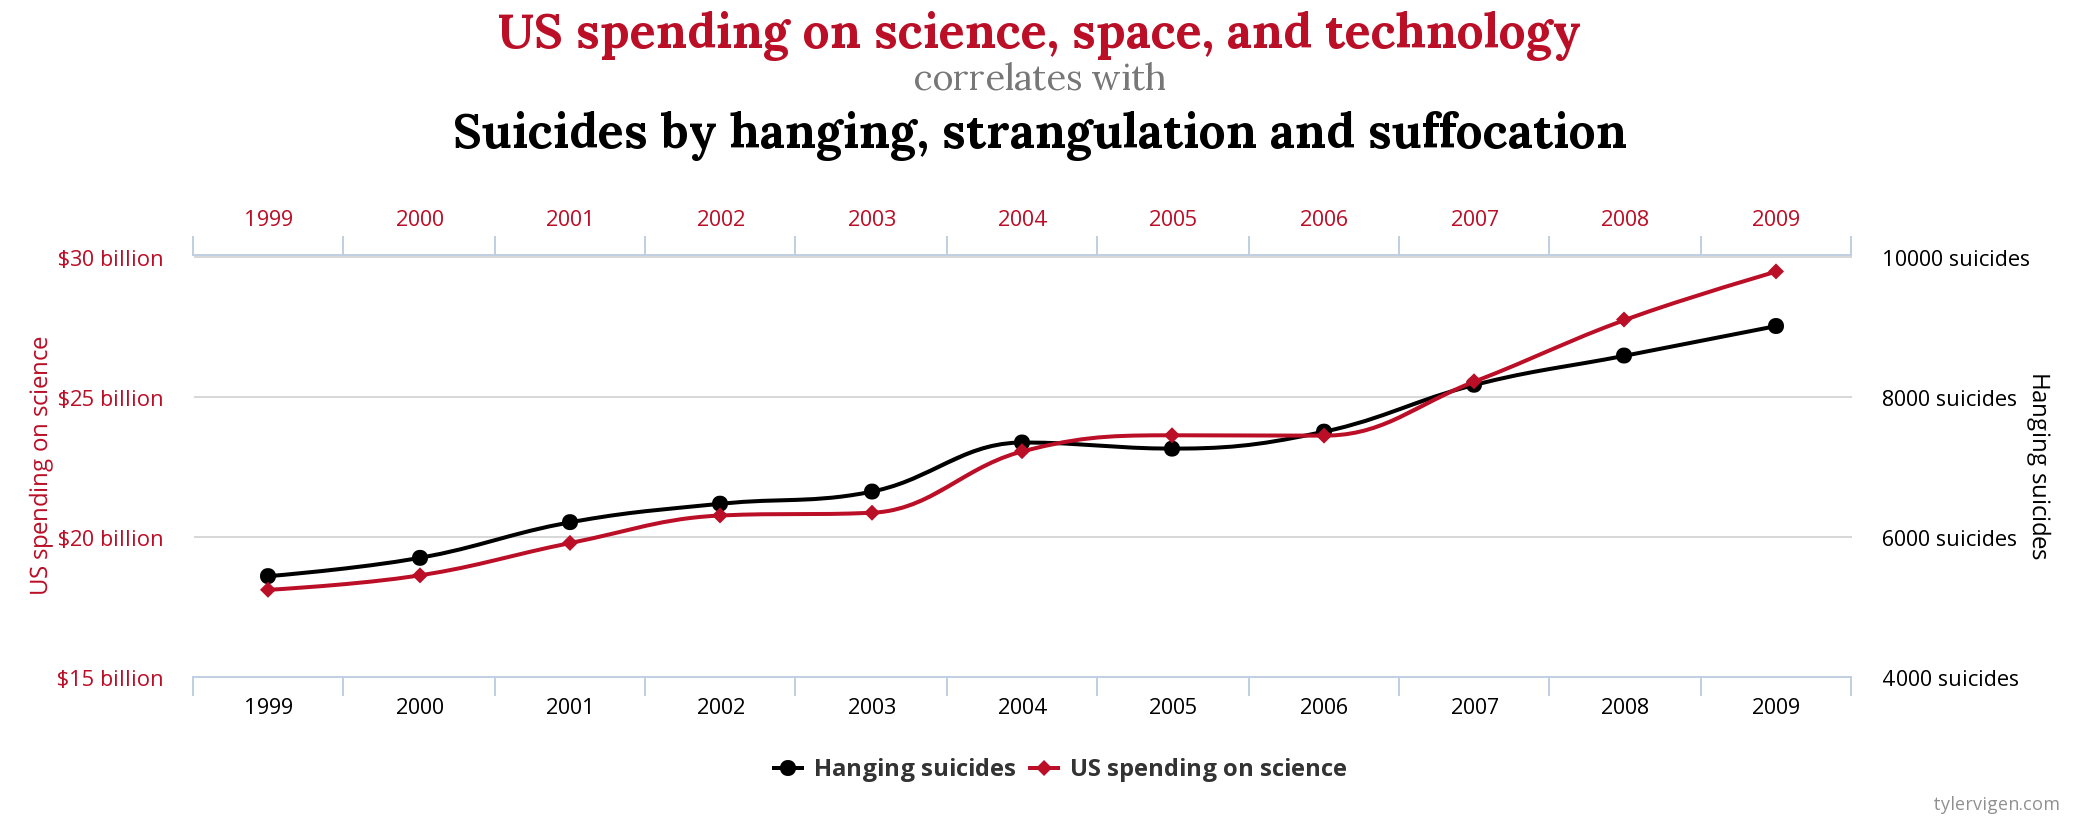 US spending on science, space, and technology
correlates with
Suicides by hanging, strangulation and suffocation
1999 2000 2001 2002 2003 2004 2005 2006 2007 2008 2009
$30 billion
$25 billion
$20 billion
$15 billion
US spending on science
10000 suicides
8000 suicides
6000 suicides
4000 suicides
Hanging suicides
1999 2000 2001 2002 2003 2004 2005 2006 2007 2008 2009
Hanging suicides US spending on science
tylervigen.com